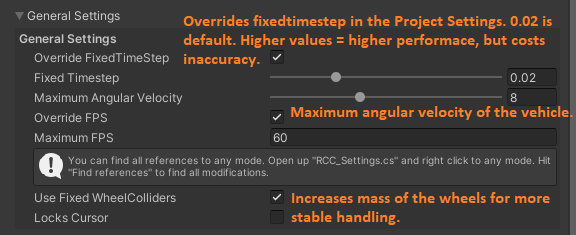 General Settings
Overrides fixedtimestep in the Project Settings. 0.02 is
default. Higher values = higher performace, but costs
inaccuracy.
General Settings
Override FixedTimeStep
Fixed Timestep 0.02
Maximum Angular Velocity 8
Override FPS
Maximum angular velocity of the vehicle.
Maximum FPS 60
You can find all references to any mode. Open up "RCC_Settings.cs" and right click to any mode. Hit
"Find references" to find all modifications.
Use Fixed WheelColliders
Increases mass of the wheels for more
stable handling.
Locks Cursor